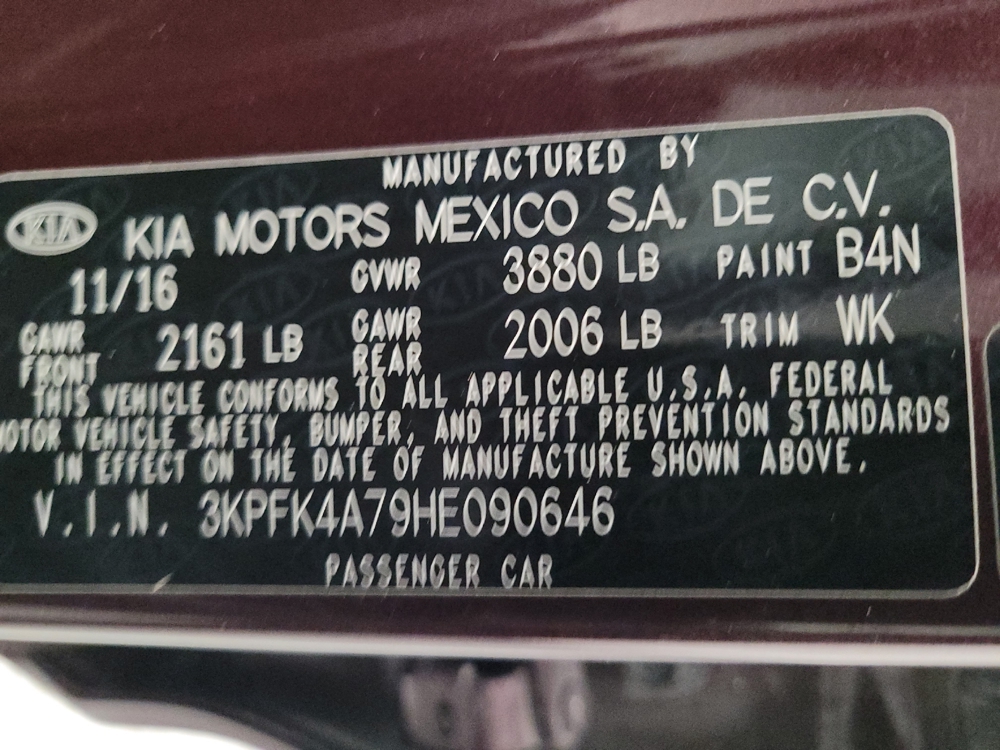 MANUFACTURED BY
KIA KIA MOTORS MEXICO S.A. DE C.V.
11/16 GVWR 3880 LB PAINT B4N
GAWR FRONT 2161 LB GAWR REAR 2006 LB TRIM WK
THIS VEHICLE CONFORMS TO ALL APPLICABLE U.S.A. FEDERAL
MOTOR VEHICLE SAFETY, BUMPER, AND THEFT PREVENTION STANDARDS
IN EFFECT ON THE DATE OF MANUFACTURE SHOWN ABOVE.
V.I.N. 3KPFK4A79HE090646
PASSENGER CAR